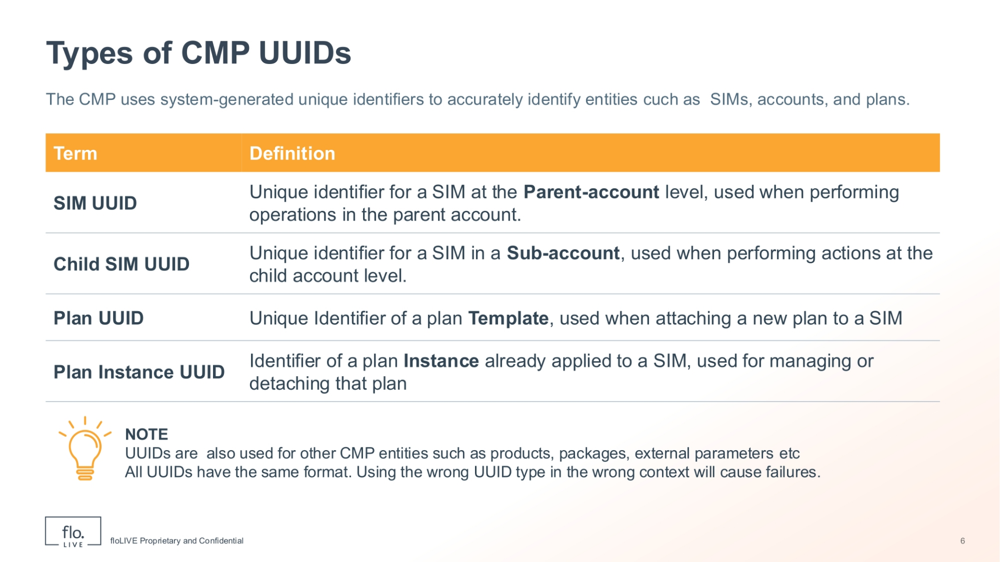 Types of CMP UUIDs
The CMP uses system-generated unique identifiers to accurately identify entities cuch as  SIMs, accounts, and plans.
Term
Definition
SIM UUID
Unique identifier for a SIM at the Parent-account level, used when performing
operations in the parent account.
Child SIM UUID
Unique identifier for a SIM in a Sub-account, used when performing actions at the
child account level.
Plan UUID
Unique Identifier of a plan Template, used when attaching a new plan to a SIM
Plan Instance UUID
Identifier of a plan Instance already applied to a SIM, used for managing or
detaching that plan
NOTE
UUIDs are  also used for other CMP entities such as products, packages, external parameters etc
All UUIDs have the same format. Using the wrong UUID type in the wrong context will cause failures.
flo.
LIVE
floLIVE Proprietary and Confidential
6